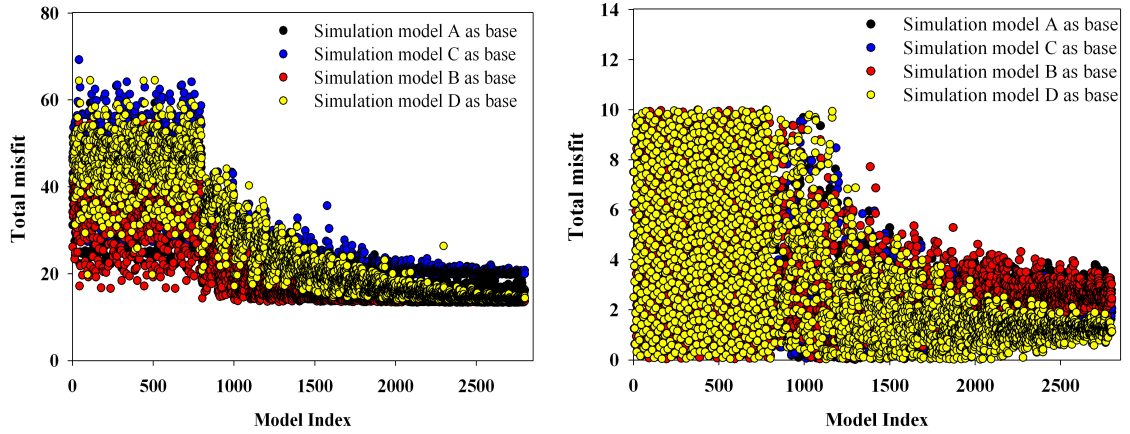 80
60
40
20
0
0
500
1000
1500
2000
2500
Total misfit
Model Index
Simulation model A as base
Simulation model C as base
Simulation model B as base
Simulation model D as base
14
12
10
8
6
4
2
0
0
500
1000
1500
2000
2500
Total misfit
Model Index
Simulation model A as base
Simulation model C as base
Simulation model B as base
Simulation model D as base